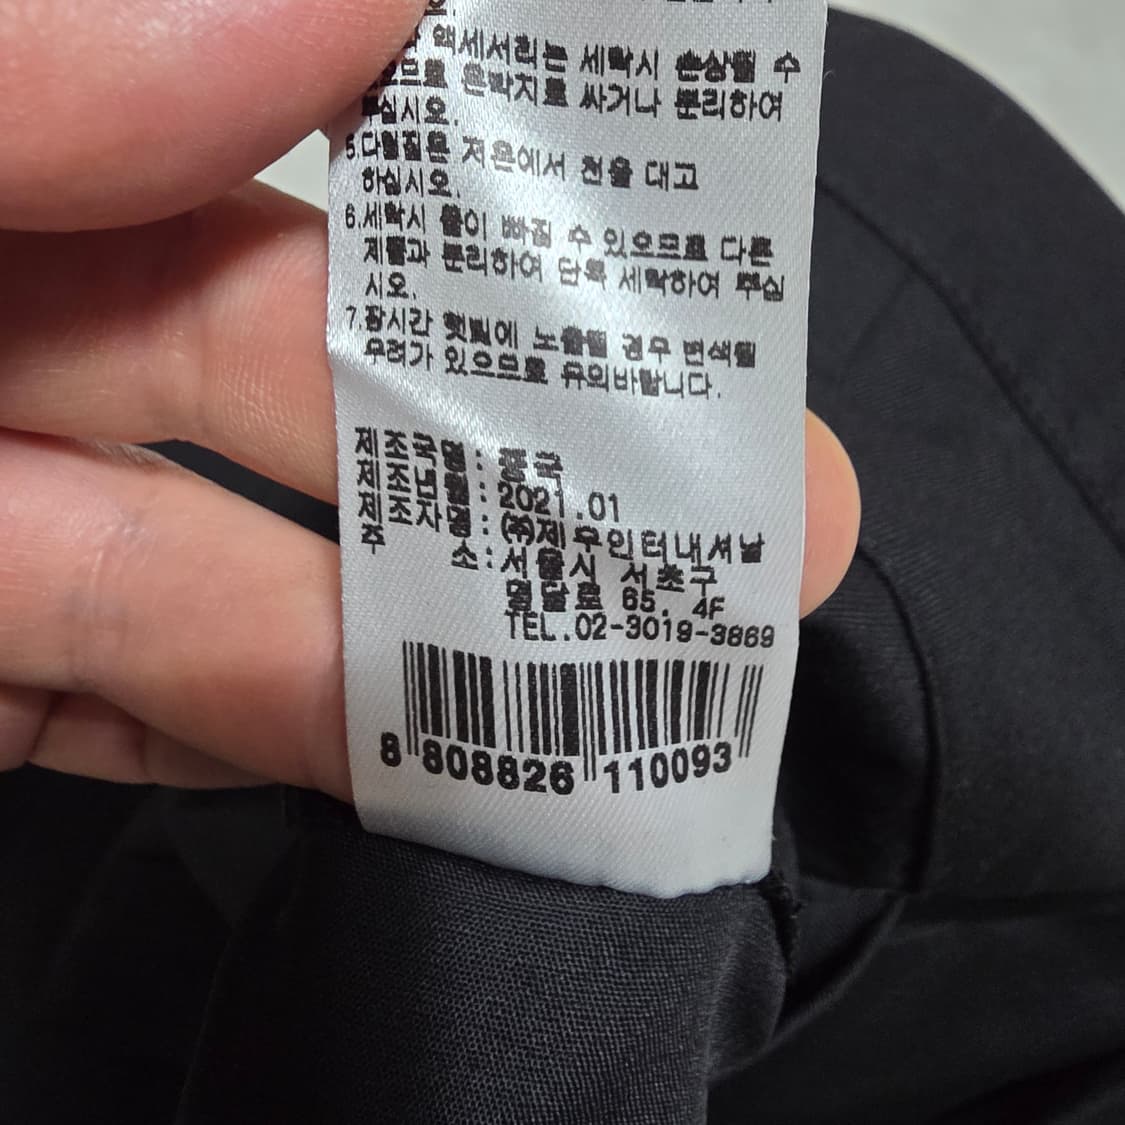 오.
액세서리는 세탁시 손상될 수
있으므로 은박지로 싸거나 분리하여
주십시오.
5.다림질은 저온에서 천을 대고
하십시오.
6.세탁시 물이 빠질 수 있으므로 다른
제품과 분리하여 단독 세탁하여 주십
시오.
7.장시간 햇빛에 노출될 경우 변색될
우려가 있으므로 유의바랍니다.
제조국명: 중국
제조년월: 2021.01
제조자명: (주)제우인터내셔날
주 소: 서울시 서초구
명달로 65, 4F
TEL.02-3019-3869
8 808826 110093